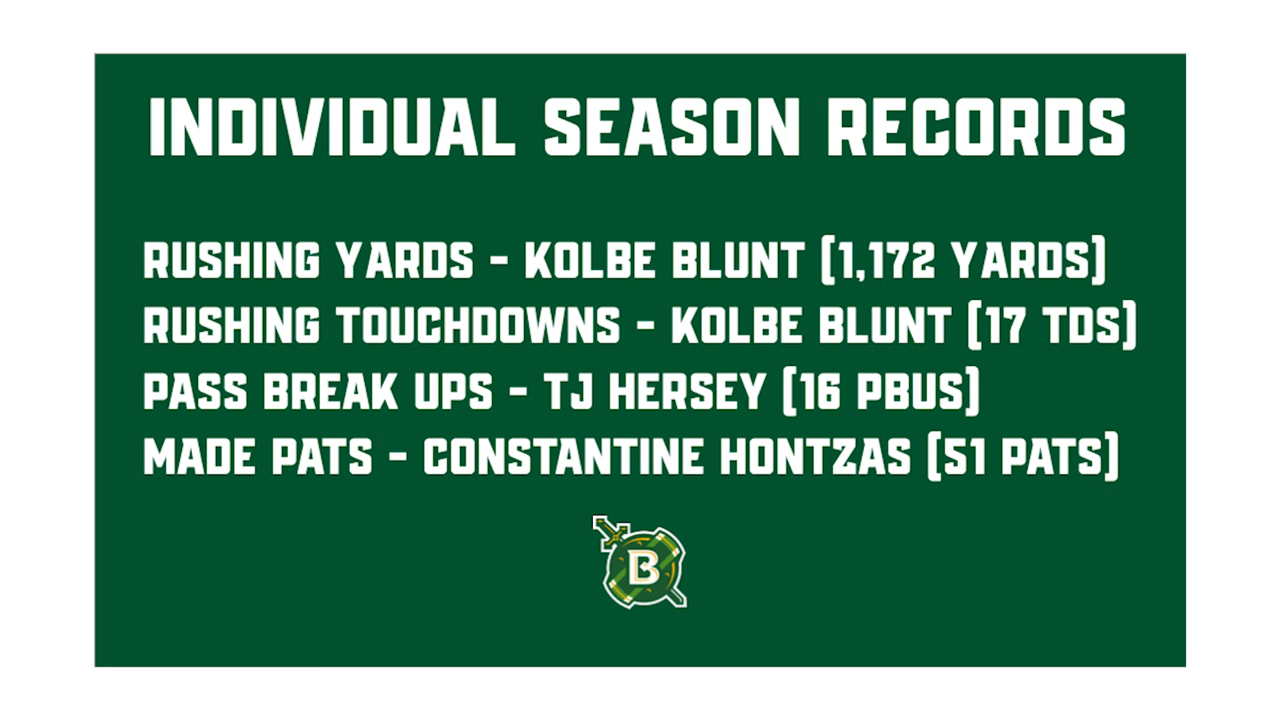 INDIVIDUAL SEASON RECORDS
RUSHING YARDS - KOLBE BLUNT (1,172 YARDS)
RUSHING TOUCHDOWNS - KOLBE BLUNT (17 TDS)
PASS BREAK UPS - TJ HERSEY (16 PBUS)
MADE PATS - CONSTANTINE HONTZAS (51 PATS)
B